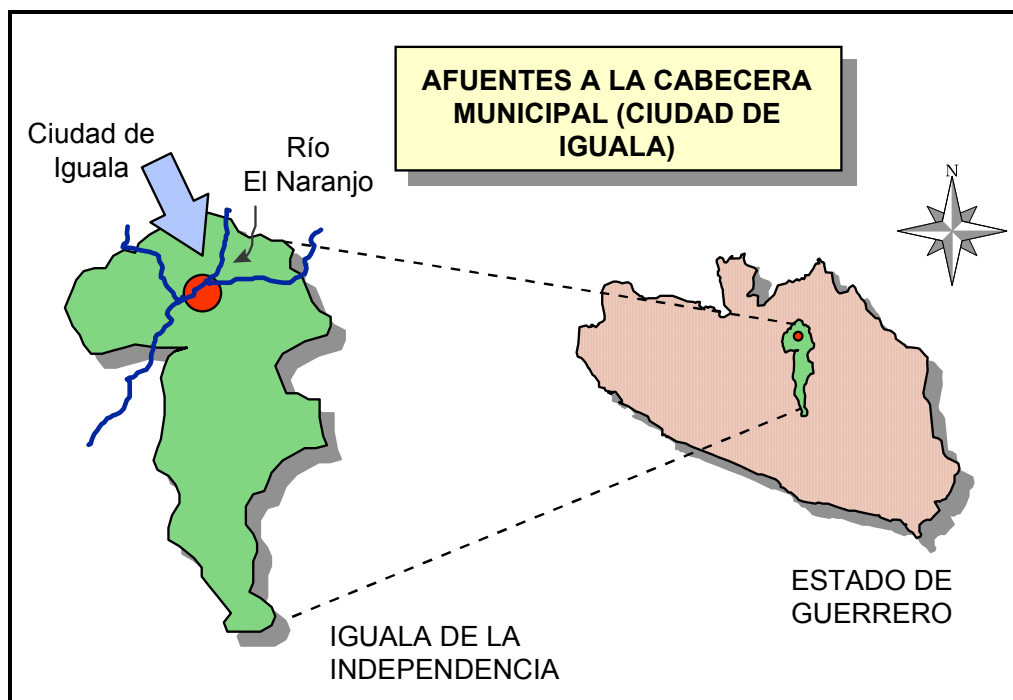 AFUENTES A LA CABECERA
MUNICIPAL (CIUDAD DE
IGUALA)
Ciudad de
Iguala
Río
El Naranjo
N
ESTADO DE
GUERRERO
IGUALA DE LA
INDEPENDENCIA